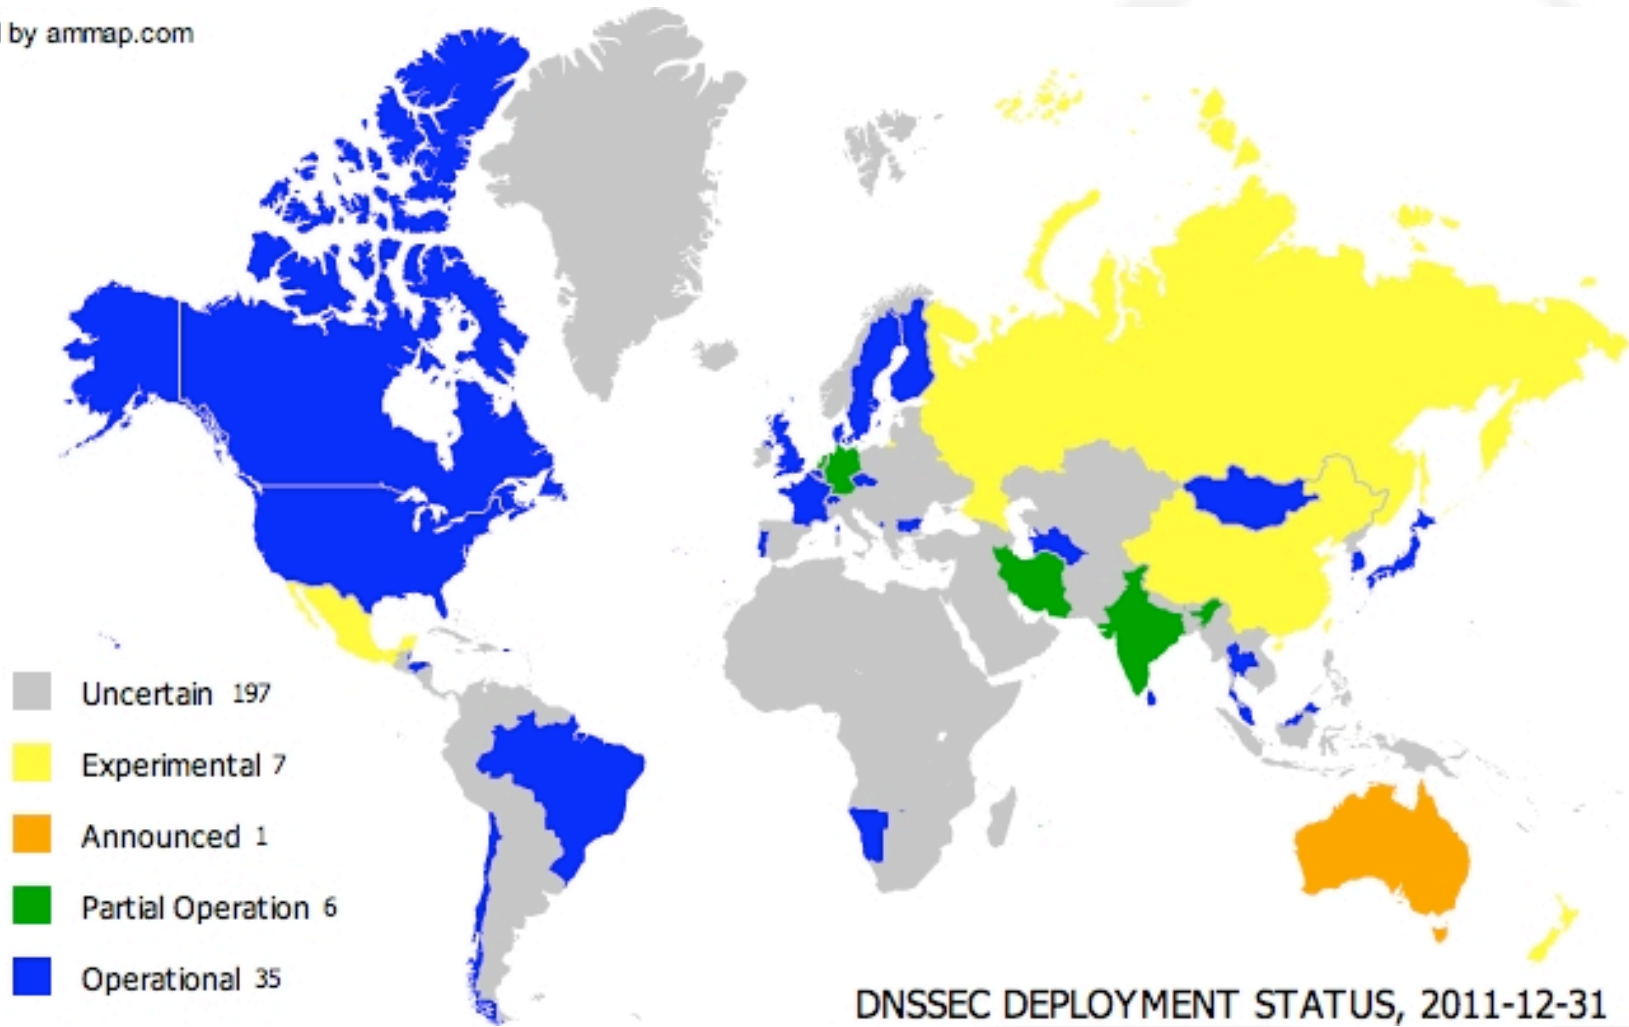 by ammap.com
Uncertain 197
Experimental 7
Announced 1
Partial Operation 6
Operational 35
DNSSEC DEPLOYMENT STATUS, 2011-12-31